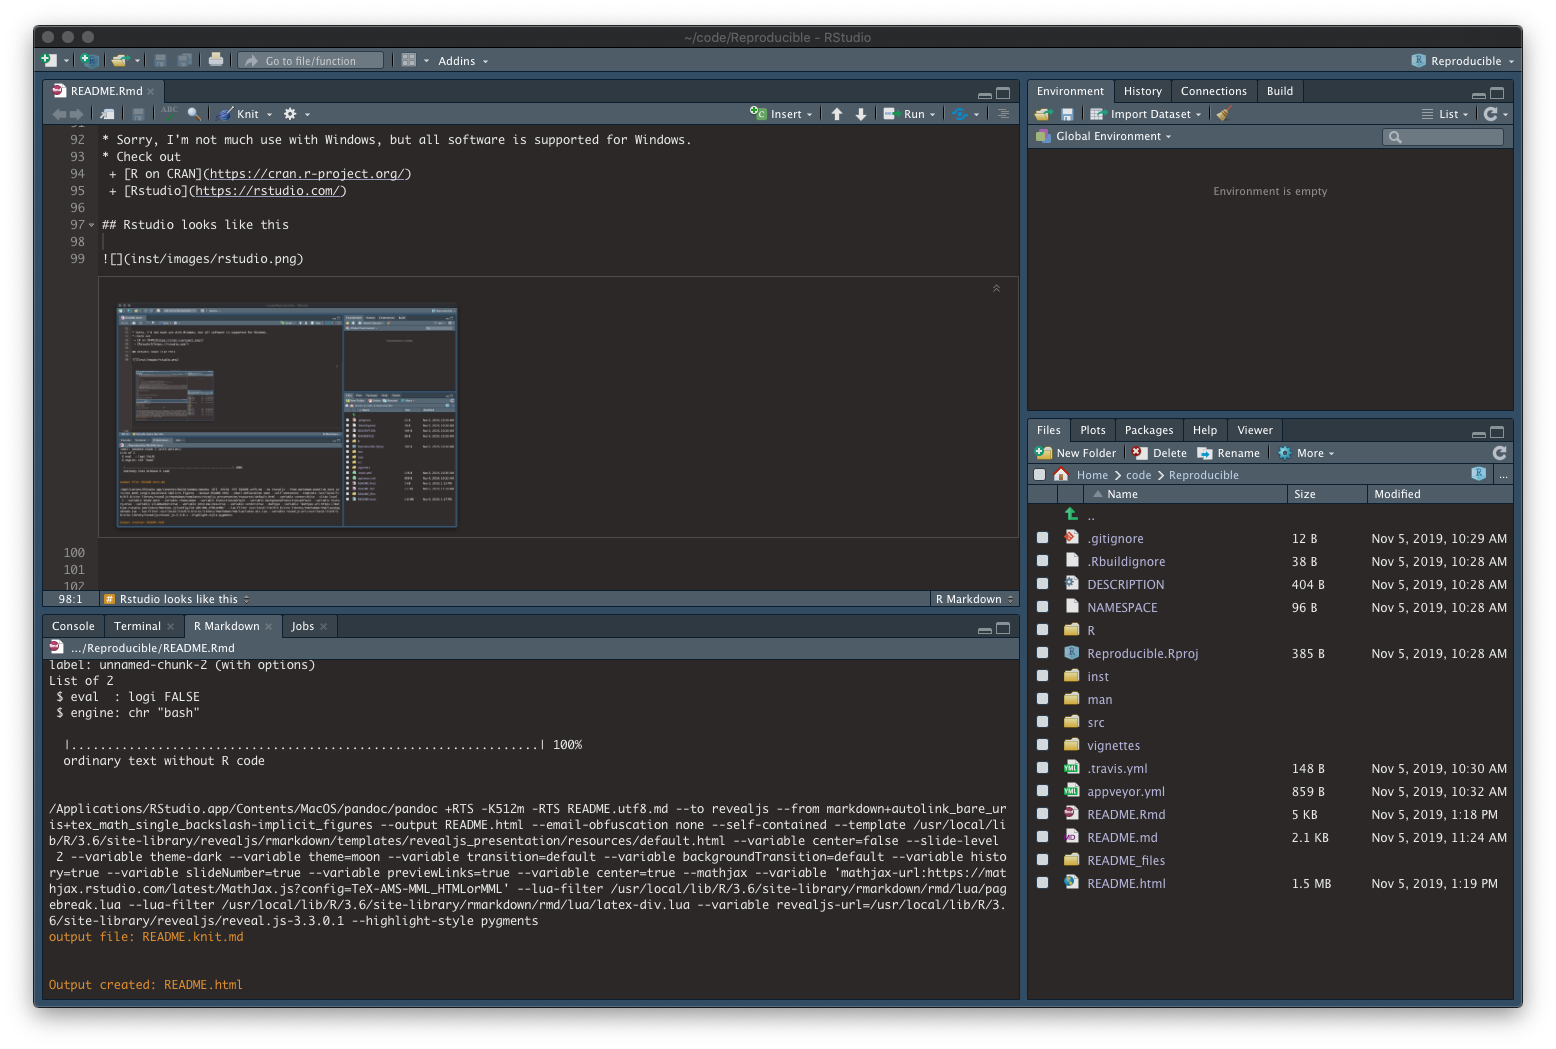 ~/code/Reproducible - RStudio
Go to file/function
Addins
Reproducible
README.Rmd
ABC
Knit
Insert
Run
92 * Sorry, I'm not much use with Windows, but all software is supported for Windows.
93 * Check out
94 + [R on CRAN](https://cran.r-project.org/)
95 + [Rstudio](https://rstudio.com/)
96
97 ## Rstudio looks like this
98
99 ![](inst/images/rstudio.png)
100
101
102
98:1 # Rstudio looks like this
R Markdown
Console Terminal R Markdown Jobs
.../Reproducible/README.Rmd
label: unnamed-chunk-2 (with options)
List of 2
$ eval : logi FALSE
$ engine: chr "bash"
|.................................................................| 100%
ordinary text without R code
/Applications/RStudio.app/Contents/MacOS/pandoc/pandoc +RTS -K512m -RTS README.utf8.md --to revealjs --from markdown+autolink_bare_ur
is+tex_math_single_backslash-implicit_figures --output README.html --email-obfuscation none --self-contained --template /usr/local/li
b/R/3.6/site-library/revealjs/rmarkdown/templates/revealjs_presentation/resources/default.html --variable center=false --slide-level
2 --variable theme-dark --variable theme=moon --variable transition=default --variable backgroundTransition=default --variable histo
ry=true --variable slideNumber=true --variable previewLinks=true --variable center=true --mathjax --variable 'mathjax-url:https://mat
hjax.rstudio.com/latest/MathJax.js?config=TeX-AMS-MML_HTMLorMML' --lua-filter /usr/local/lib/R/3.6/site-library/rmarkdown/rmd/lua/pag
ebreak.lua --lua-filter /usr/local/lib/R/3.6/site-library/rmarkdown/rmd/lua/latex-div.lua --variable revealjs-url=/usr/local/lib/R/3.
6/site-library/revealjs/reveal.js-3.3.0.1 --highlight-style pygments
output file: README.knit.md
Output created: README.html
Environment History Connections Build
Import Dataset
List
Global Environment
Environment is empty
Files Plots Packages Help Viewer
New Folder Delete Rename More
Home code Reproducible
...
Name Size Modified
..
.gitignore 12 B Nov 5, 2019, 10:29 AM
.Rbuildignore 38 B Nov 5, 2019, 10:28 AM
DESCRIPTION 404 B Nov 5, 2019, 10:28 AM
NAMESPACE 96 B Nov 5, 2019, 10:28 AM
R
Reproducible.Rproj 385 B Nov 5, 2019, 10:28 AM
inst
man
src
vignettes
.travis.yml 148 B Nov 5, 2019, 10:30 AM
appveyor.yml 859 B Nov 5, 2019, 10:32 AM
README.Rmd 5 KB Nov 5, 2019, 1:18 PM
README.md 2.1 KB Nov 5, 2019, 11:24 AM
README_files
README.html 1.5 MB Nov 5, 2019, 1:19 PM